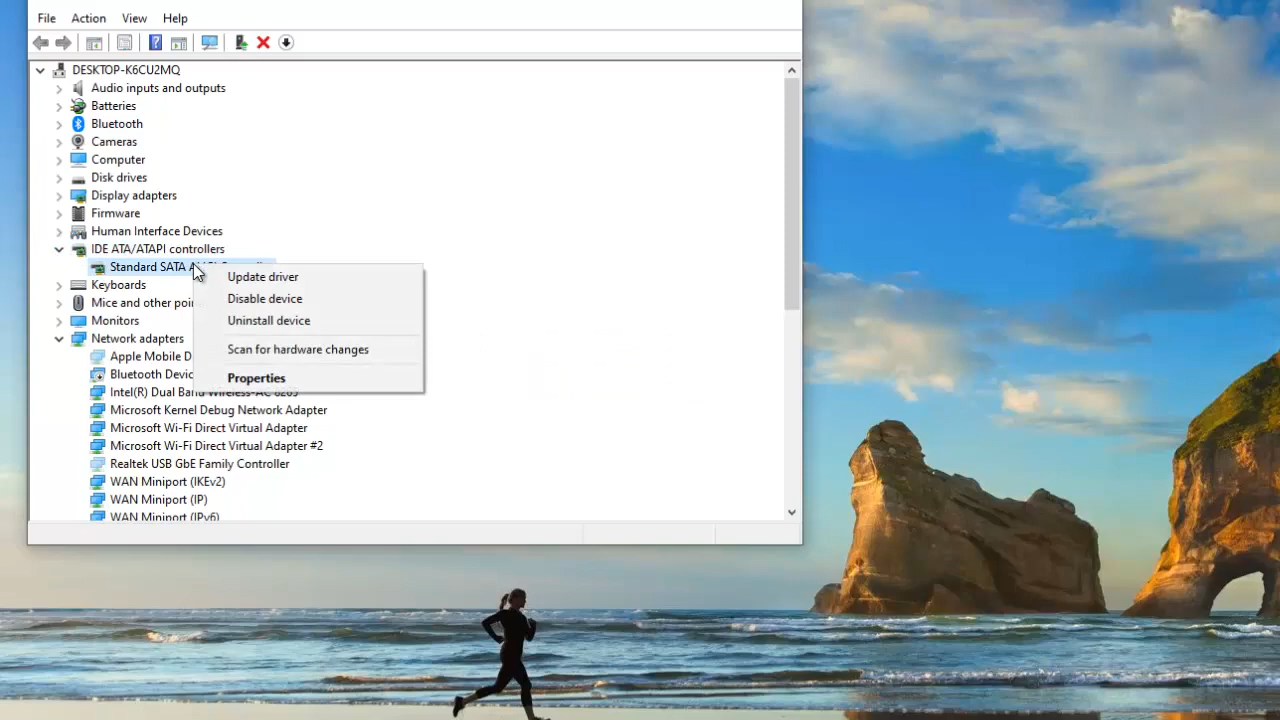 File Action View Help
DESKTOP-K6CU2MQ
Audio inputs and outputs
Batteries
Bluetooth
Cameras
Computer
Disk drives
Display adapters
Firmware
Human Interface Devices
IDE ATA/ATAPI controllers
Standard SATA
Update driver
Disable device
Uninstall device
Scan for hardware changes
Properties
Keyboards
Mice and other poin
Monitors
Network adapters
Apple Mobile D
Bluetooth Devic
Intel(R) Dual Band Wireless-AC 8265
Microsoft Kernel Debug Network Adapter
Microsoft Wi-Fi Direct Virtual Adapter
Microsoft Wi-Fi Direct Virtual Adapter #2
Realtek USB GbE Family Controller
WAN Miniport (IKEv2)
WAN Miniport (IP)
WAN Miniport (IPv6)